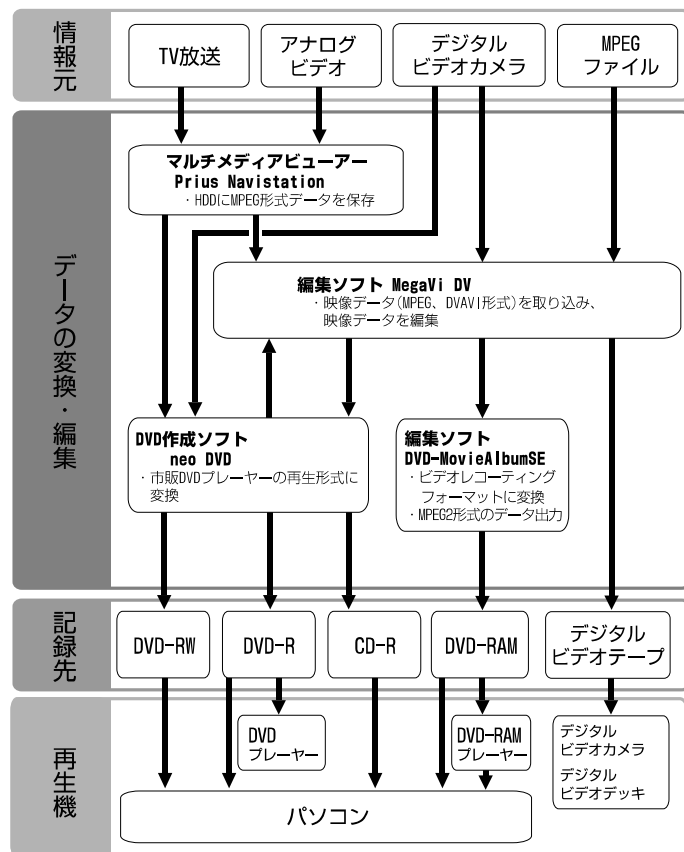 情報元
TV放送
アナログ
ビデオ
デジタル
ビデオカメラ
MPEG
ファイル
データの変換・編集
マルチメディアビューアー
Prius Navistation
・HDDにMPEG形式データを保存
編集ソフト MegaVi DV
・映像データ(MPEG、DVAVI形式)を取り込み、
映像データを編集
DVD作成ソフト
neo DVD
・市販DVDプレーヤーの再生形式に
変換
編集ソフト
DVD-MovieAlbumSE
・ビデオレコーティング
フォーマットに変換
・MPEG2形式のデータ出力
記録先
DVD-RW
DVD-R
CD-R
DVD-RAM
デジタル
ビデオテープ
再生機
DVD
プレーヤー
DVD-RAM
プレーヤー
デジタル
ビデオカメラ
デジタル
ビデオデッキ
パソコン